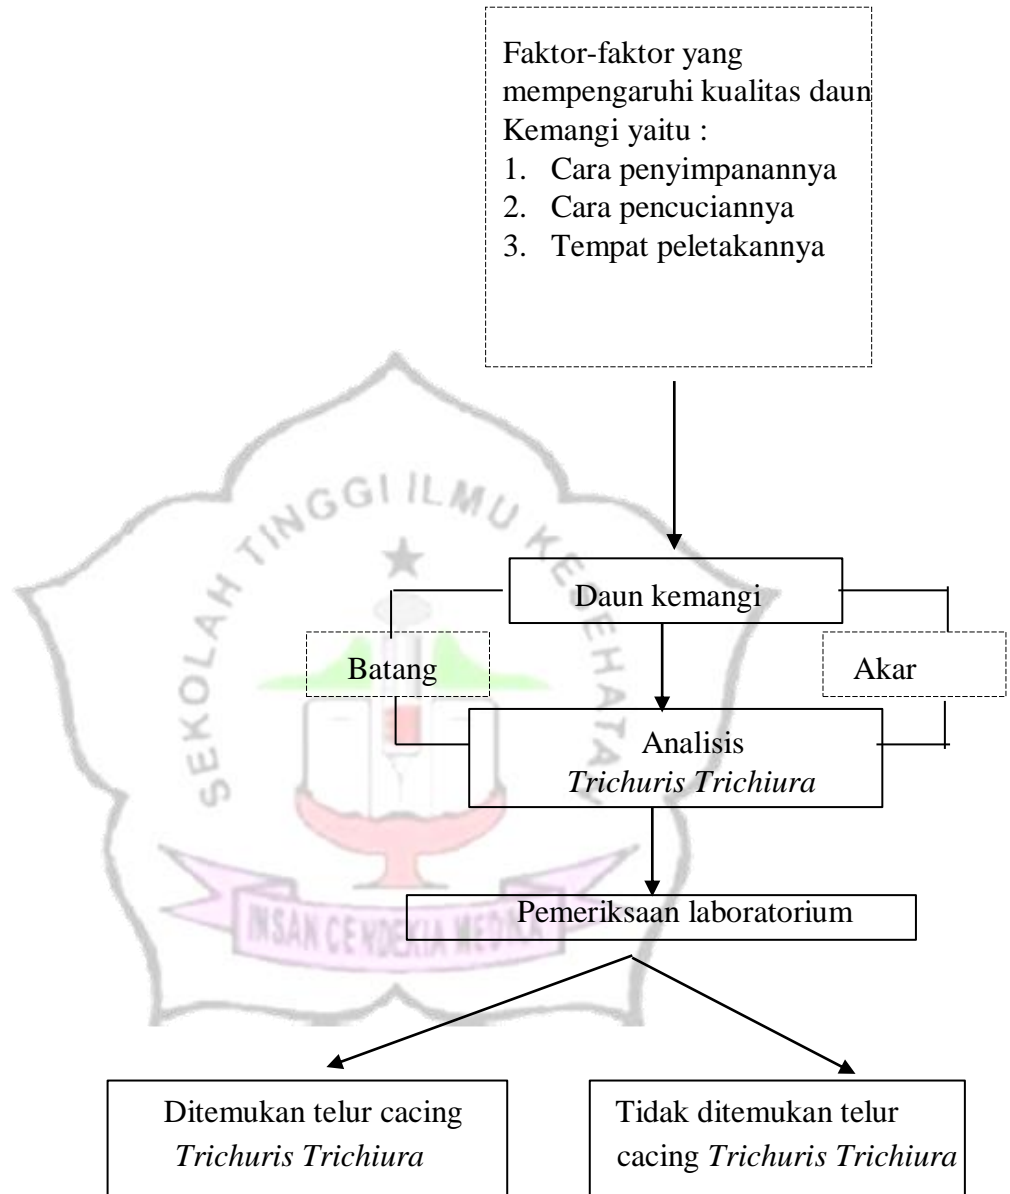 Faktor-faktor yang
mempengaruhi kualitas daun
Kemangi yaitu :
1. Cara penyimpanannya
2. Cara pencuciannya
3. Tempat peletakannya
SEKOLAH TINGGI ILMU KESEHATAN
Daun kemangi
Batang
Akar
Analisis
Trichuris Trichiura
Pemeriksaan laboratorium
INSAN CENDEKIA MEDIKA
Ditemukan telur cacing
Trichuris Trichiura
Tidak ditemukan telur
cacing Trichuris Trichiura